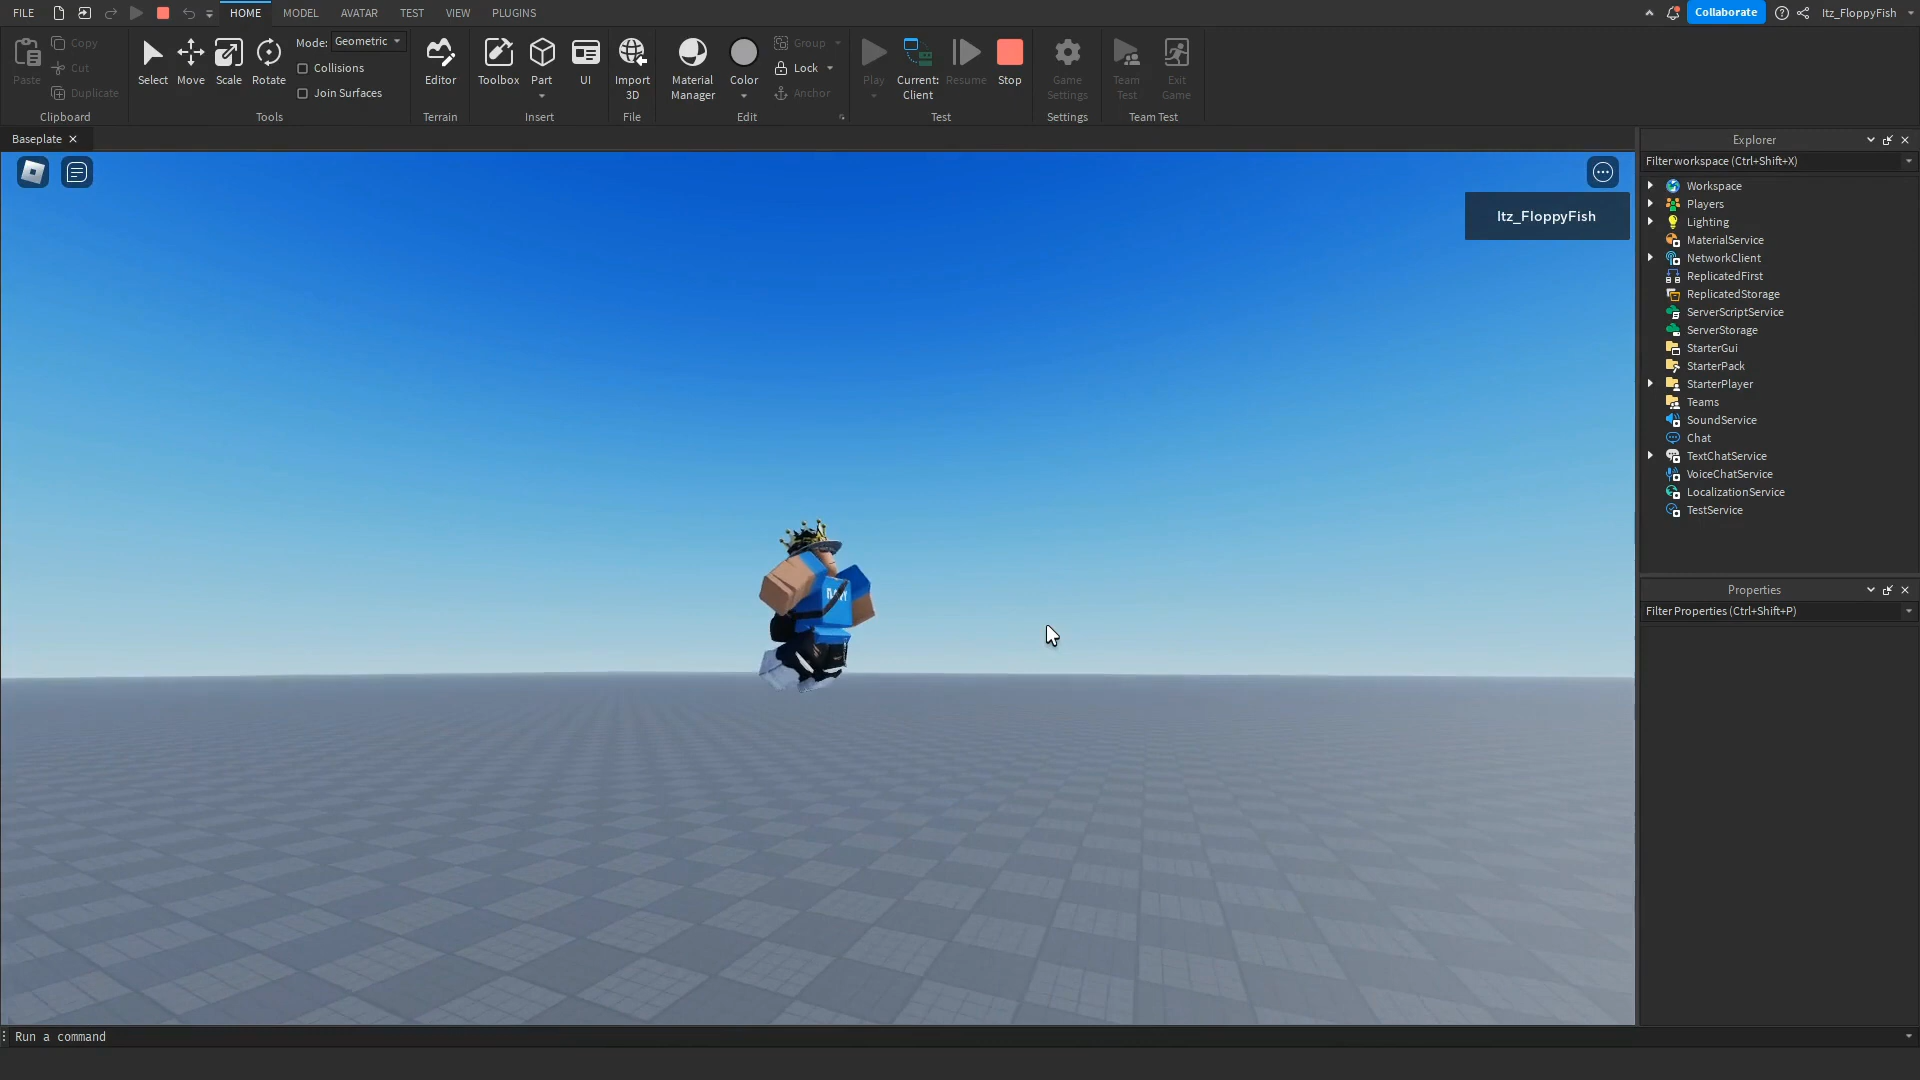 FILE HOME MODEL AVATAR TEST VIEW PLUGINS Collaborate Itz_FloppyFish
Paste Copy Cut Duplicate
Clipboard
Select Move Scale Rotate
Mode: Geometric
Collisions
Join Surfaces
Tools
Editor
Terrain
Toolbox Part UI
Insert
Import
3D
File
Material
Manager
Color
Group
Lock
Anchor
Edit
Play
Current:
Client
Resume Stop
Test
Game
Settings
Settings
Team
Test
Exit
Game
Team Test
Baseplate
Itz_FloppyFish
Explorer
Filter workspace (Ctrl+Shift+X)
Workspace
Players
Lighting
MaterialService
NetworkClient
ReplicatedFirst
ReplicatedStorage
ServerScriptService
ServerStorage
StarterGui
StarterPack
StarterPlayer
Teams
SoundService
Chat
TextChatService
VoiceChatService
LocalizationService
TestService
Properties
Filter Properties (Ctrl+Shift+P)
Run a command